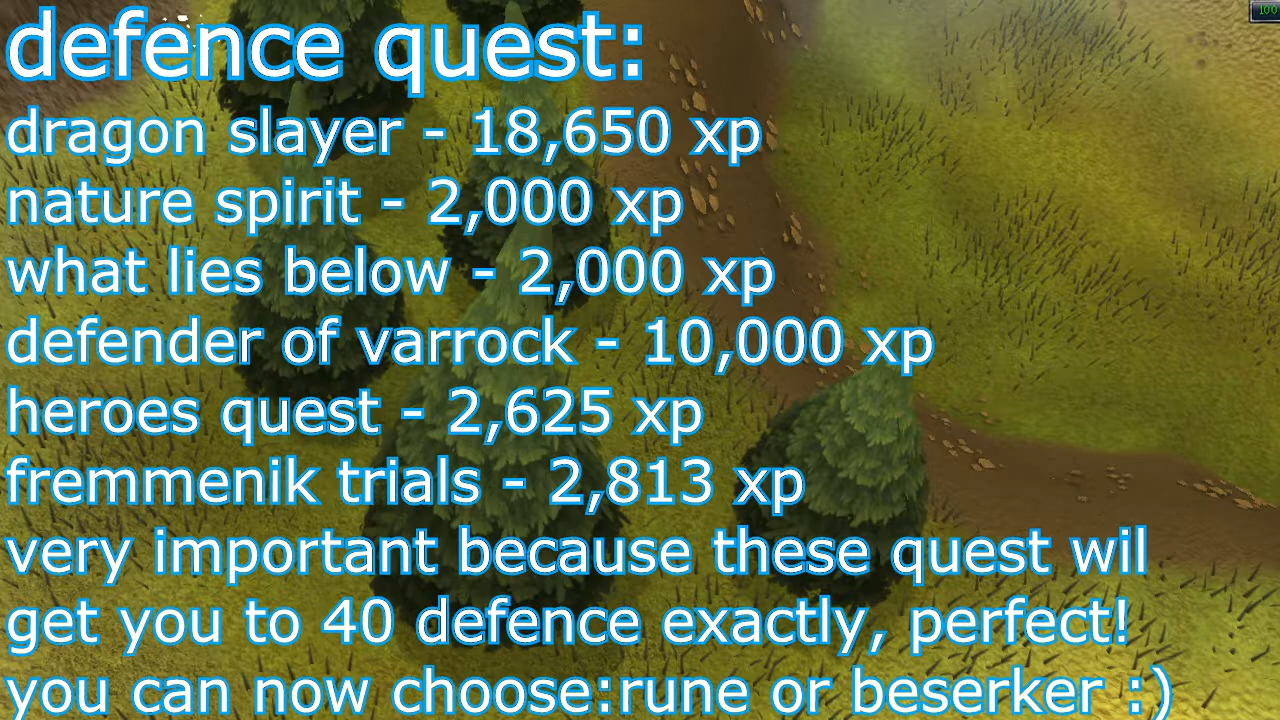 100
defence quest:
dragon slayer - 18,650 xp
nature spirit - 2,000 xp
what lies below - 2,000 xp
defender of varrock - 10,000 xp
heroes quest - 2,625 xp
fremmenik trials - 2,813 xp
very important because these quest wil
get you to 40 defence exactly, perfect!
you can now choose:rune or beserker :)